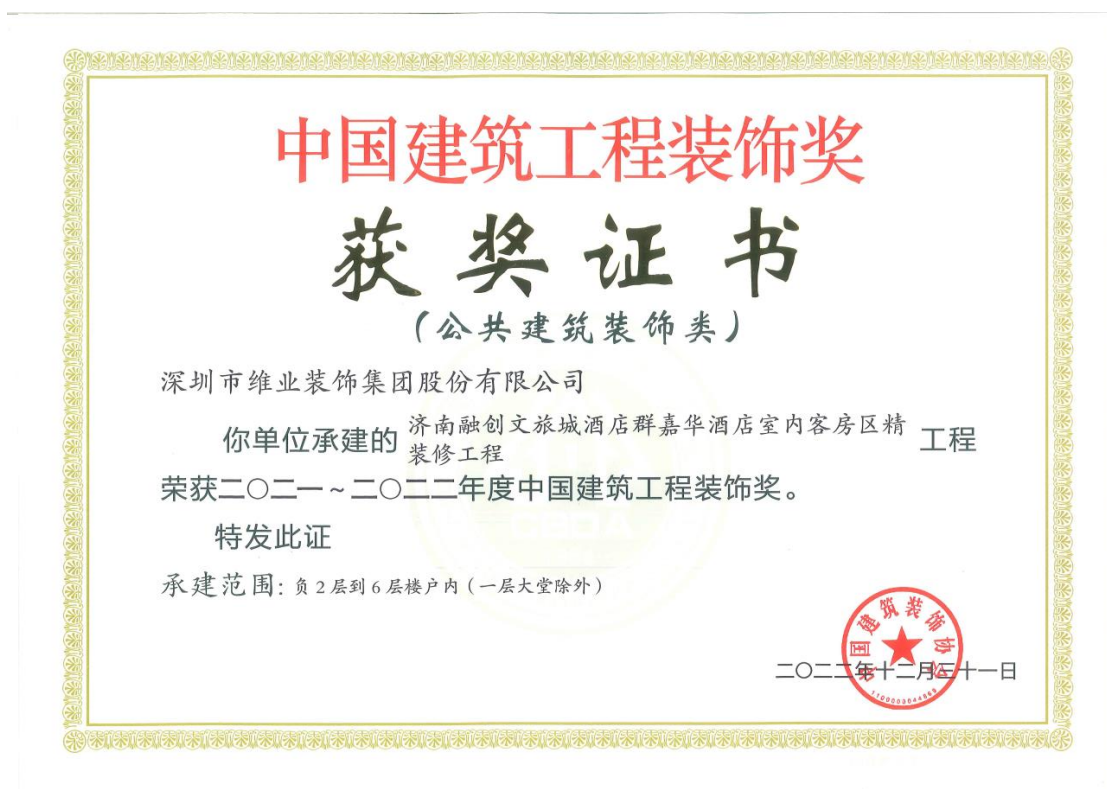 中国建筑工程装饰奖
获奖证书
(公共建筑装饰类)
深圳市维业装饰集团股份有限公司
你单位承建的 济南融创文旅城酒店群嘉华酒店室内客房区精装修工程 工程
荣获二〇二一~二〇二二年度中国建筑工程装饰奖。
特发此证
承建范围: 负2层到6层楼户内(一层大堂除外)
中国建筑装饰协会
二〇二二年十二月三十一日